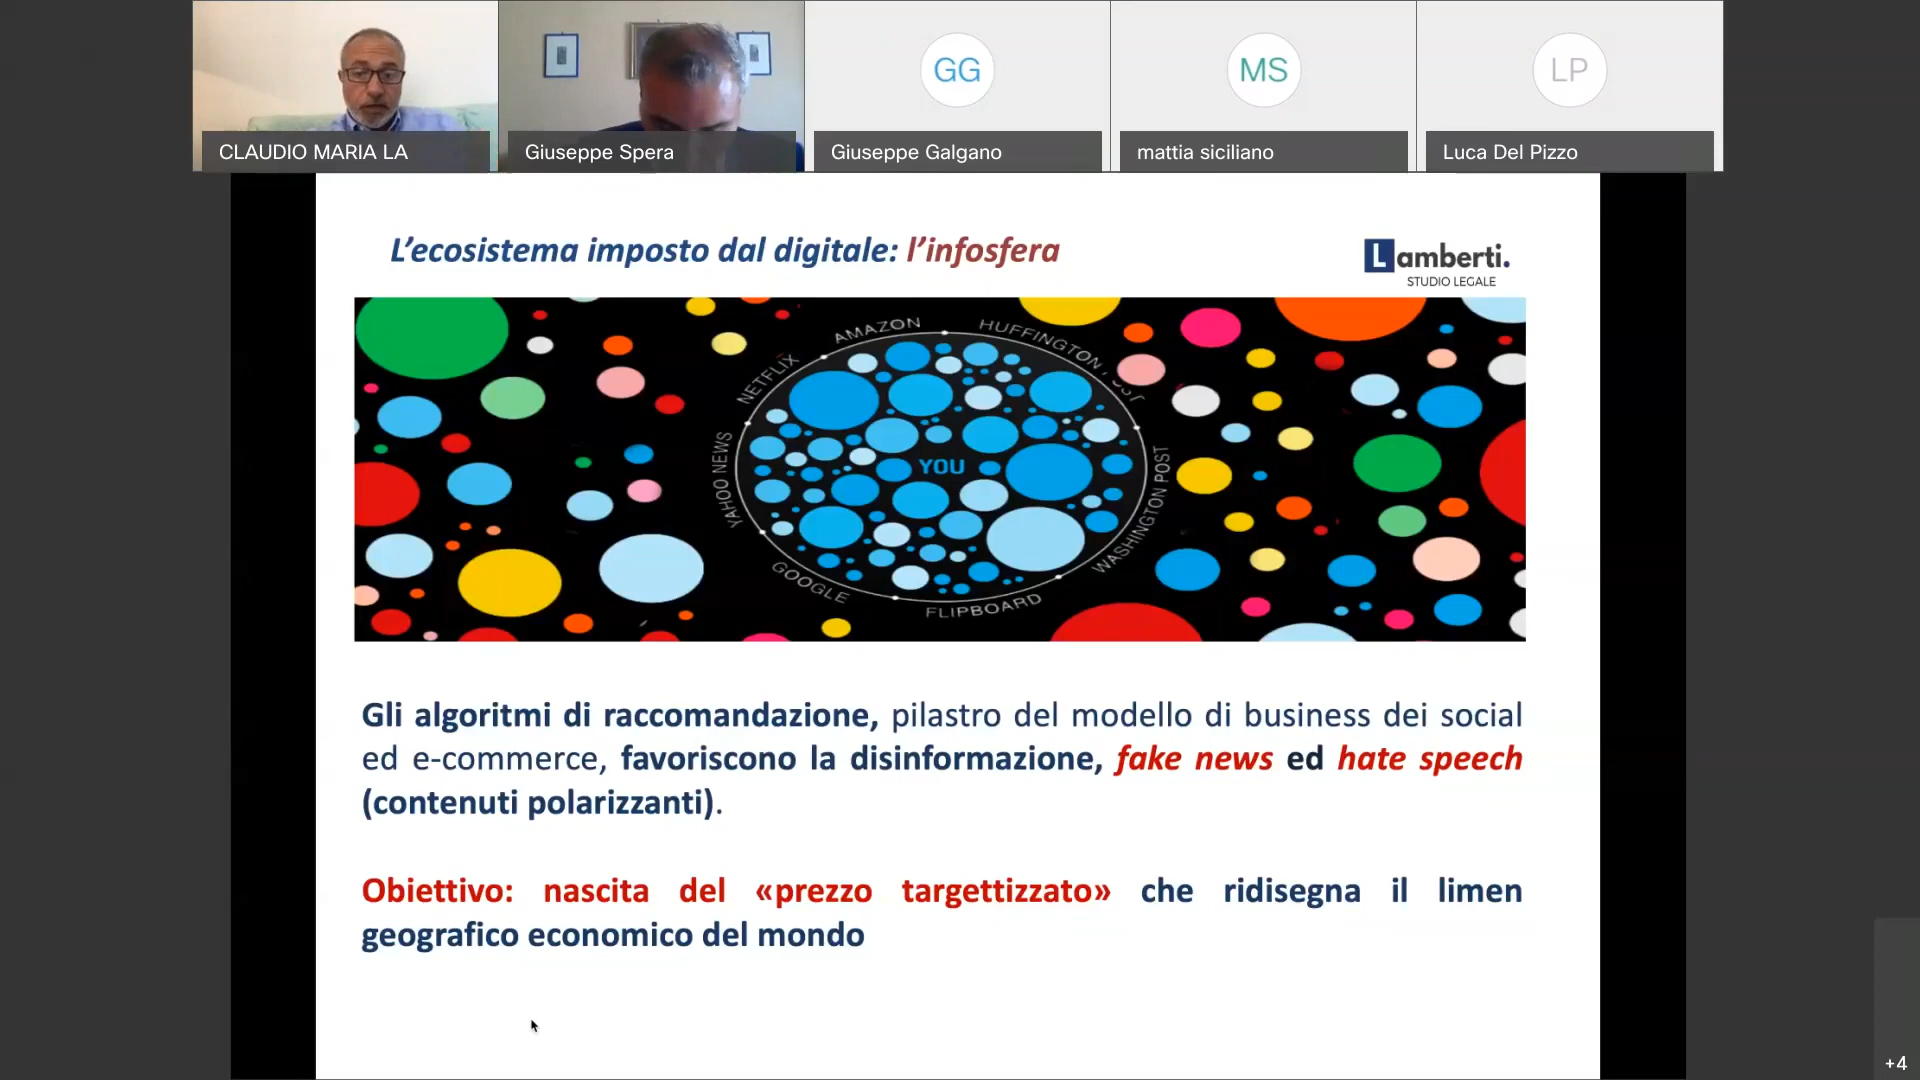 CLAUDIO MARIA LA
Giuseppe Spera
GG
Giuseppe Galgano
MS
mattia siciliano
LP
Luca Del Pizzo
L'ecosistema imposto dal digitale: l'infosfera
Lamberti.
STUDIO LEGALE
AMAZON
HUFFINGTON POST
NETFLIX
YAHOO NEWS
YOU
WASHINGTON POST
GOOGLE
FLIPBOARD
Gli algoritmi di raccomandazione, pilastro del modello di business dei social
ed e-commerce, favoriscono la disinformazione, fake news ed hate speech
(contenuti polarizzanti).
Obiettivo: nascita del «prezzo targettizzato» che ridisegna il limen
geografico economico del mondo
+4